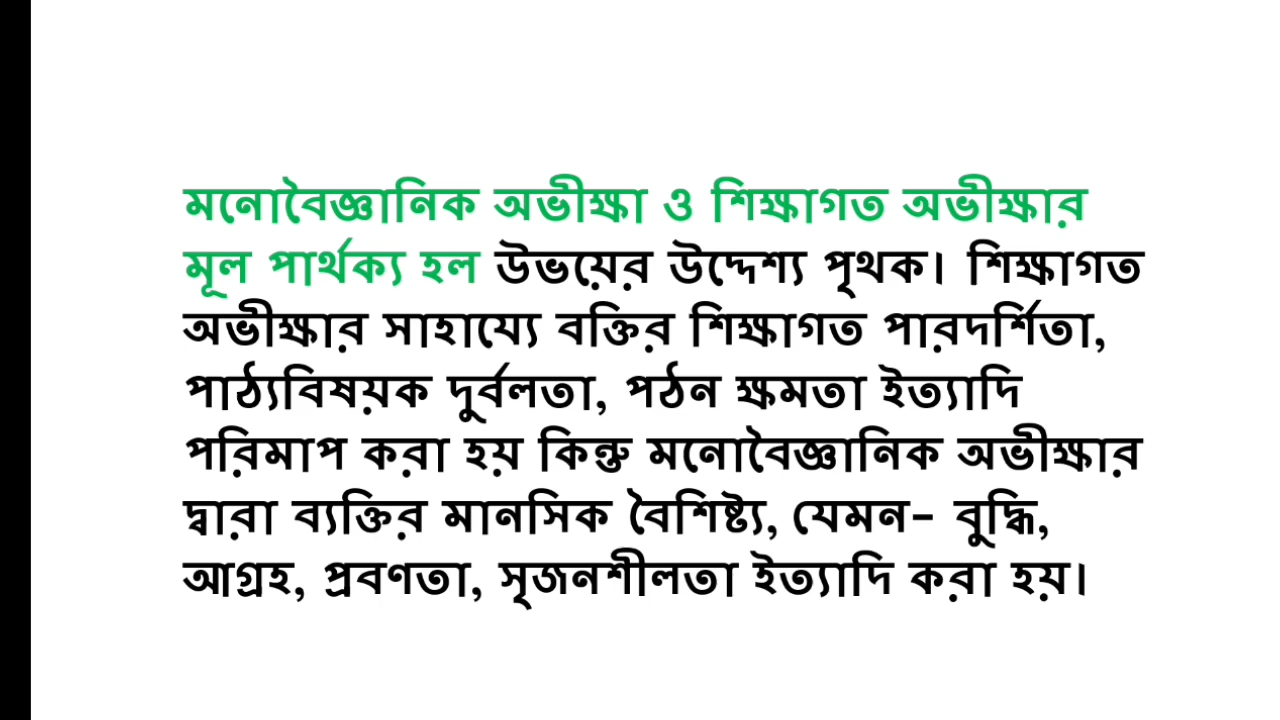 মনোবৈজ্ঞানিক অভীক্ষা ও শিক্ষাগত অভীক্ষার
মূল পার্থক্য হল উভয়ের উদ্দেশ্য পৃথক। শিক্ষাগত
অভীক্ষার সাহায্যে বক্তির শিক্ষাগত পারদর্শিতা,
পাঠ্যবিষয়ক দুর্বলতা, পঠন ক্ষমতা ইত্যাদি
পরিমাপ করা হয় কিন্তু মনোবৈজ্ঞানিক অভীক্ষার
দ্বারা ব্যক্তির মানসিক বৈশিষ্ট্য, যেমন- বুদ্ধি,
আগ্রহ, প্রবণতা, সৃজনশীলতা ইত্যাদি করা হয়।